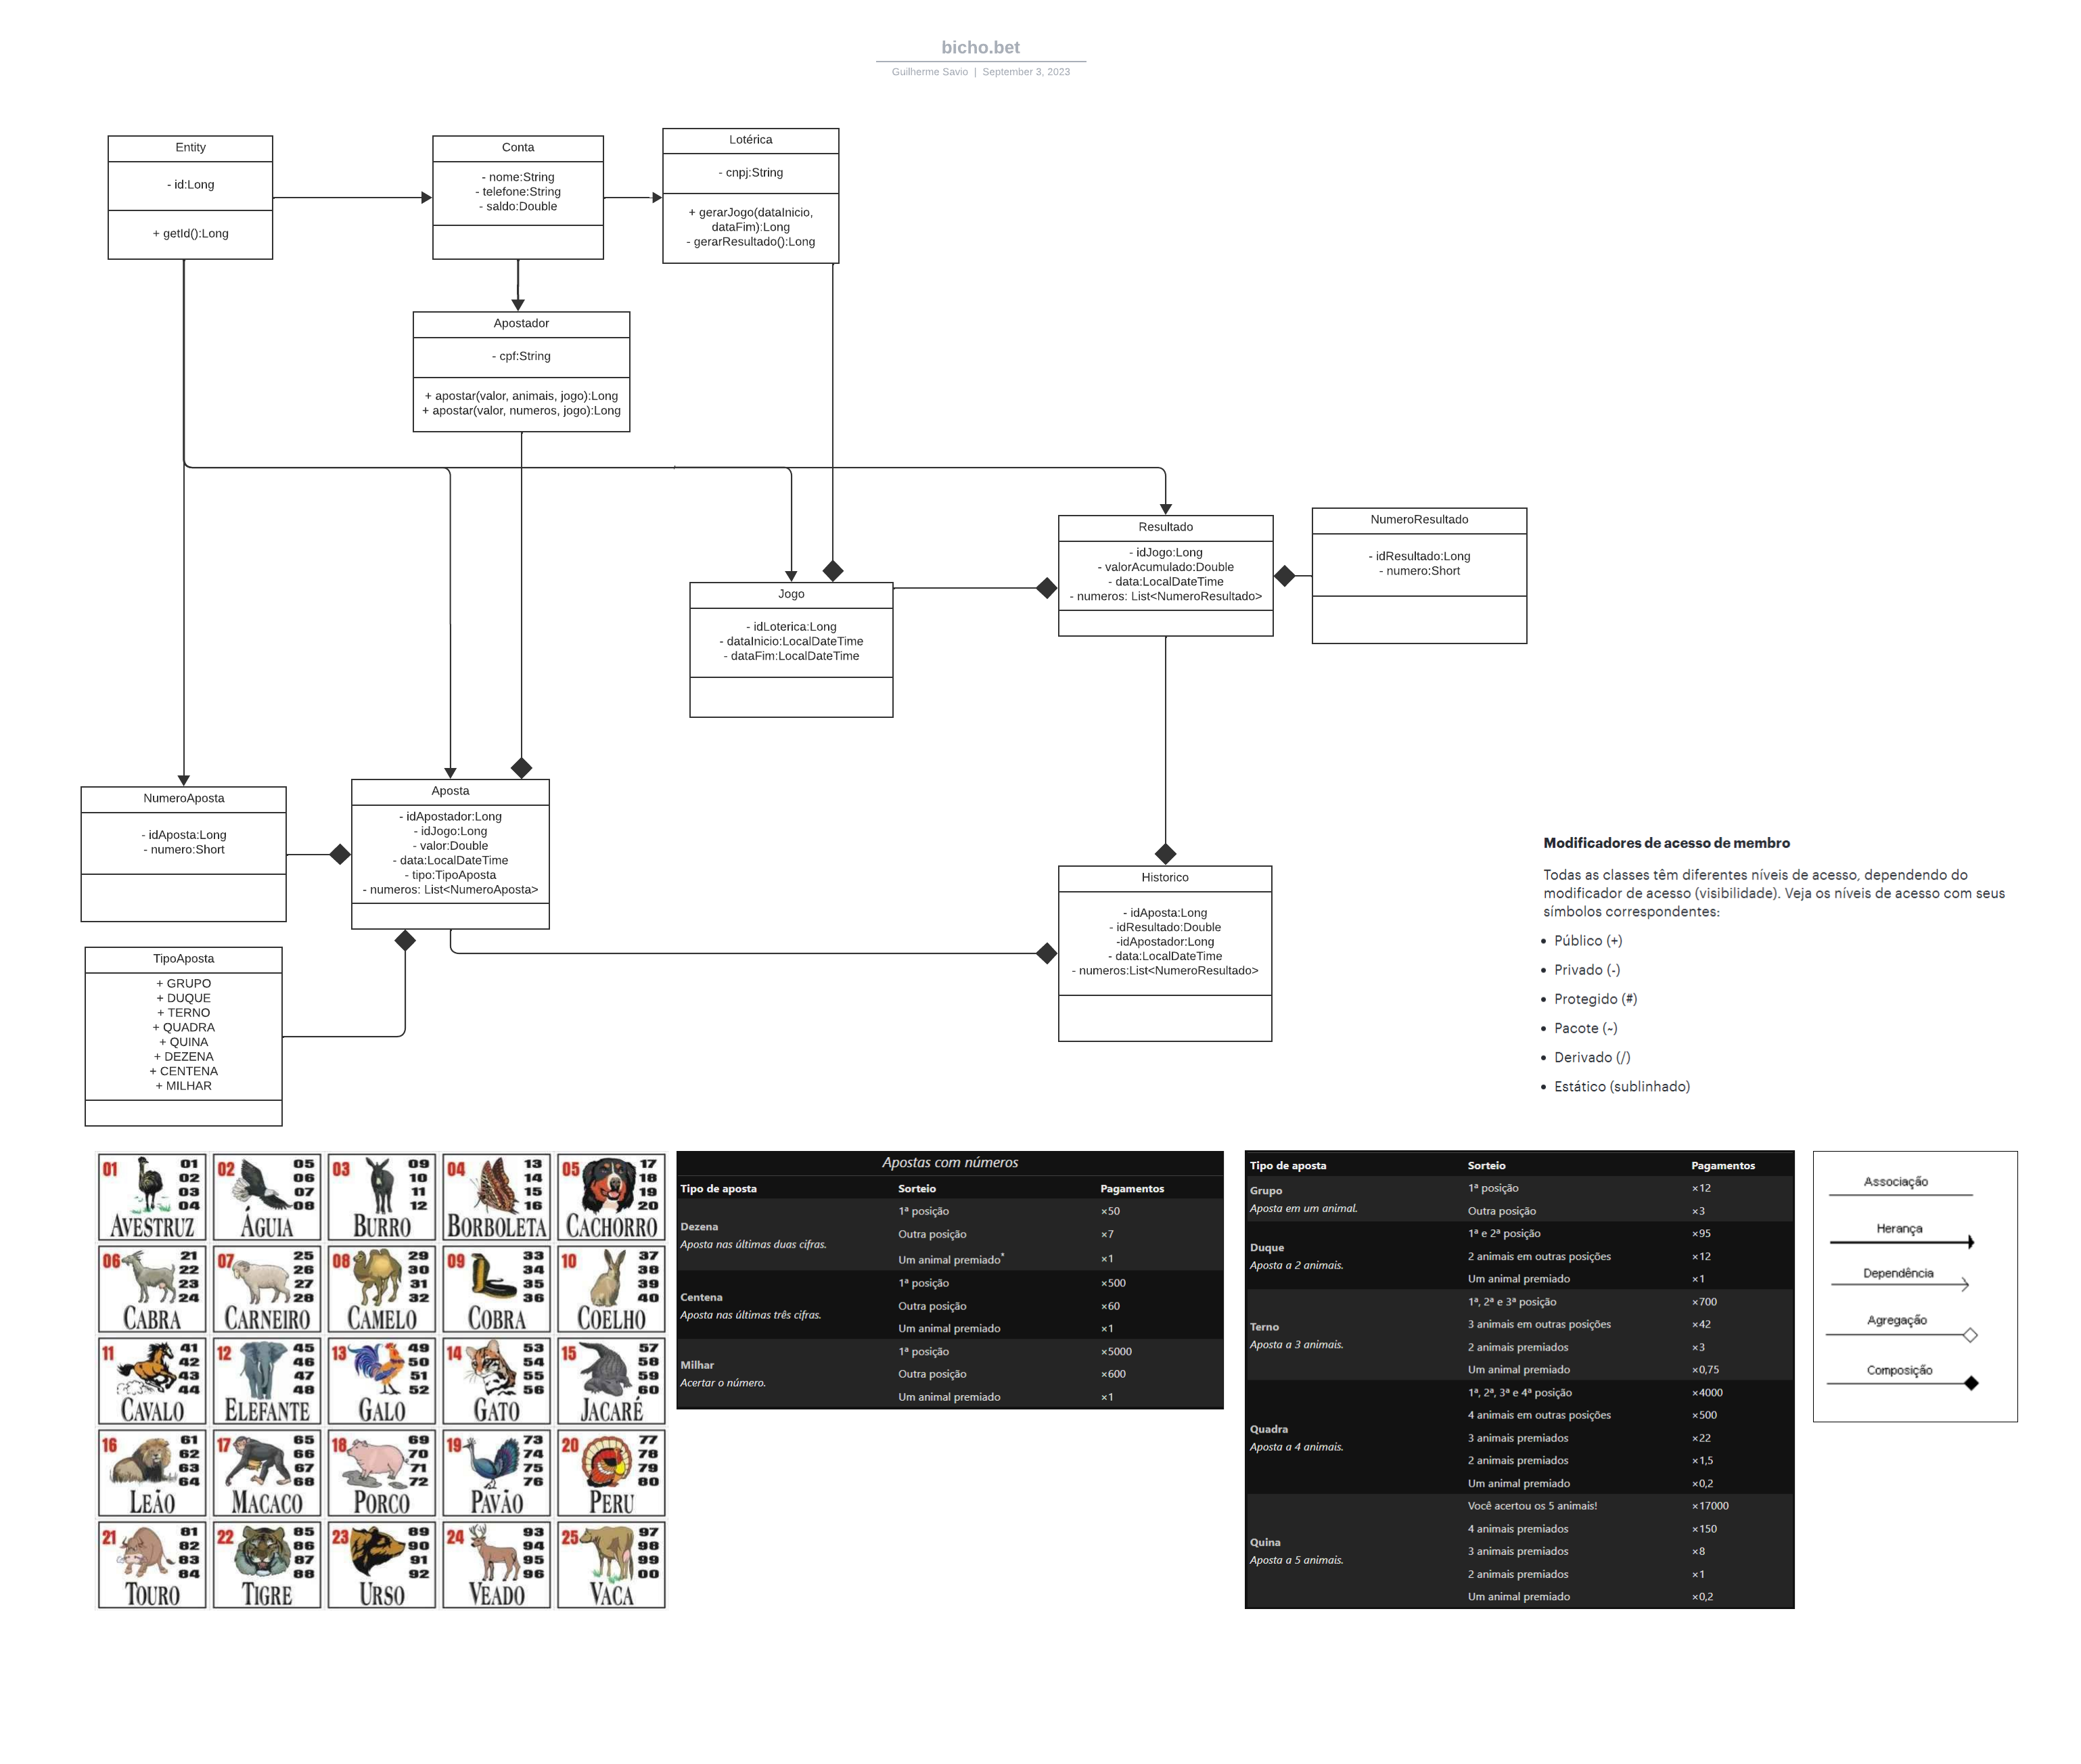 bicho.bet
Guilherme Savio | September 3, 2023
Entity
- id:Long
+ getId():Long
Conta
- nome:String
- telefone:String
- saldo:Double
Lotérica
- cnpj:String
+ gerarJogo(dataInicio,
dataFim):Long
- gerarResultado():Long
Apostador
- cpf:String
+ apostar(valor, animais, jogo):Long
+ apostar(valor, numeros, jogo):Long
Jogo
- idLoterica:Long
- dataInicio:LocalDateTime
- dataFim:LocalDateTime
Resultado
- idJogo:Long
- valorAcumulado:Double
- data:LocalDateTime
- numeros: List<NumeroResultado>
NumeroResultado
- idResultado:Long
- numero:Short
NumeroAposta
- idAposta:Long
- numero:Short
Aposta
- idApostador:Long
- idJogo:Long
- valor:Double
- data:LocalDateTime
- tipo:TipoAposta
- numeros: List<NumeroAposta>
Historico
- idAposta:Long
- idResultado:Double
-idApostador:Long
- data:LocalDateTime
- numeros:List<NumeroResultado>
TipoAposta
+ GRUPO
+ DUQUE
+ TERNO
+ QUADRA
+ QUINA
+ DEZENA
+ CENTENA
+ MILHAR
Modificadores de acesso de membro
Todas as classes têm diferentes níveis de acesso, dependendo do
modificador de acesso (visibilidade). Veja os níveis de acesso com seus
símbolos correspondentes:
• Público (+)
• Privado (-)
• Protegido (#)
• Pacote (~)
• Derivado (/)
• Estático (sublinhado)
01 01 02 03 04 AVESTRUZ
02 05 06 07 08 ÁGUIA
03 09 10 11 12 BURRO
04 13 14 15 16 BORBOLETA
05 17 18 19 20 CACHORRO
06 21 22 23 24 CABRA
07 25 26 27 28 CARNEIRO
08 29 30 31 32 CAMELO
09 33 34 35 36 COBRA
10 37 38 39 40 COELHO
11 41 42 43 44 CAVALO
12 45 46 47 48 ELEFANTE
13 49 50 51 52 GALO
14 53 54 55 56 GATO
15 57 58 59 60 JACARÉ
16 61 62 63 64 LEÃO
17 65 66 67 68 MACACO
18 69 70 71 72 PORCO
19 73 74 75 76 PAVÃO
20 77 78 79 80 PERU
21 81 82 83 84 TOURO
22 85 86 87 88 TIGRE
23 89 90 91 92 URSO
24 93 94 95 96 VEADO
25 97 98 99 00 VACA
Apostas com números
Tipo de aposta Sorteio Pagamentos
Dezena
Aposta nas últimas duas cifras.
1ª posição ×50
Outra posição ×7
Um animal premiado* ×1
Centena
Aposta nas últimas três cifras.
1ª posição ×500
Outra posição ×60
Um animal premiado ×1
Milhar
Acertar o número.
1ª posição ×5000
Outra posição ×600
Um animal premiado ×1
Tipo de aposta Sorteio Pagamentos
Grupo
Aposta em um animal.
1ª posição ×12
Outra posição ×3
Duque
Aposta a 2 animais.
1ª e 2ª posição ×95
2 animais em outras posições ×12
Um animal premiado ×1
Terno
Aposta a 3 animais.
1ª, 2ª e 3ª posição ×700
3 animais em outras posições ×42
2 animais premiados ×3
Um animal premiado ×0,75
Quadra
Aposta a 4 animais.
1ª, 2ª, 3ª e 4ª posição ×4000
4 animais em outras posições ×500
3 animais premiados ×22
2 animais premiados ×1,5
Um animal premiado ×0,2
Quina
Aposta a 5 animais.
Você acertou os 5 animais! ×17000
4 animais premiados ×150
3 animais premiados ×8
2 animais premiados ×1
Um animal premiado ×0,2
Associação
Herança
Dependência
Agregação
Composição